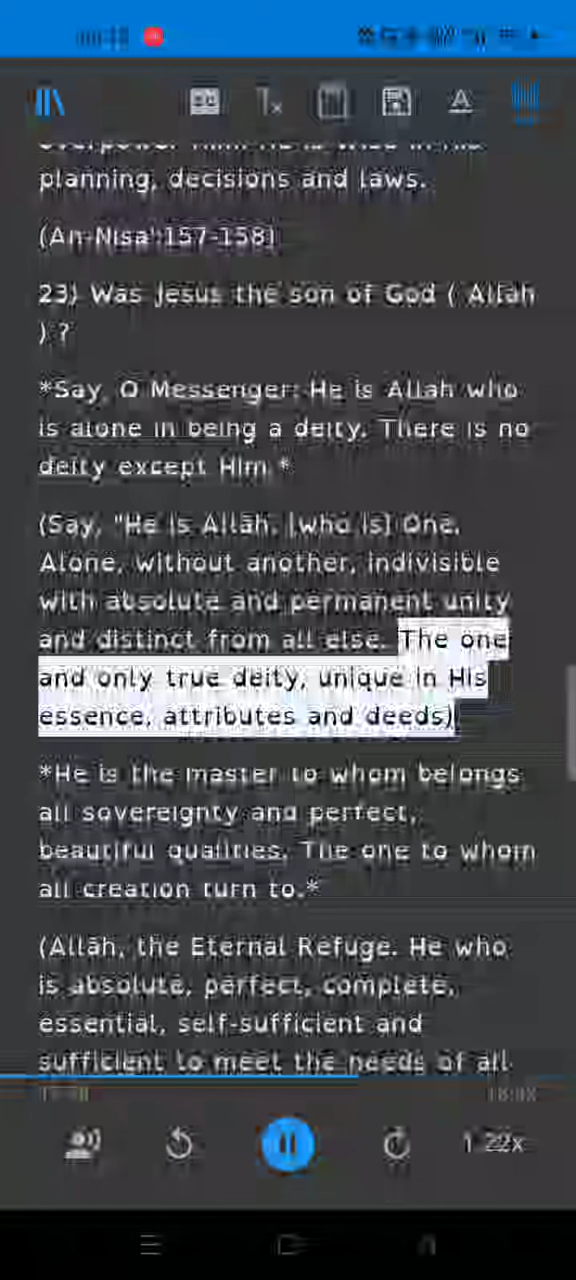 planning, decisions and laws.
(An-Nisa':157-158)
23) Was Jesus the son of God ( Allah
) ?
*Say, O Messenger: He is Allah who
is alone in being a deity. There is no
deity except Him.*
(Say, "He is Allāh, [who is] One.
Alone, without another, indivisible
with absolute and permanent unity
and distinct from all else. The one
and only true deity, unique in His
essence, attributes and deeds)
*He is the master to whom belongs
all sovereignty and perfect,
beautiful qualities. The one to whom
all creation turn to.*
(Allāh, the Eternal Refuge. He who
is absolute, perfect, complete,
essential, self-sufficient and
sufficient to meet the needs of all
1.22x